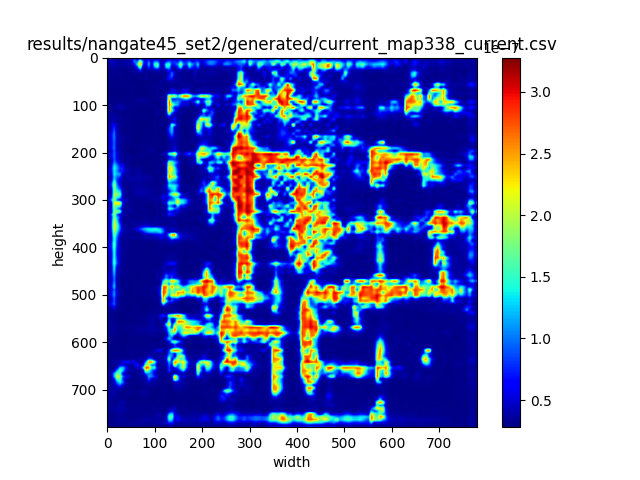 results/nangate45_set2/generated/current_map338_current.csv
1e−7
0
100
200
300
400
500
600
700
height
0 100 200 300 400 500 600 700
width
3.0
2.5
2.0
1.5
1.0
0.5